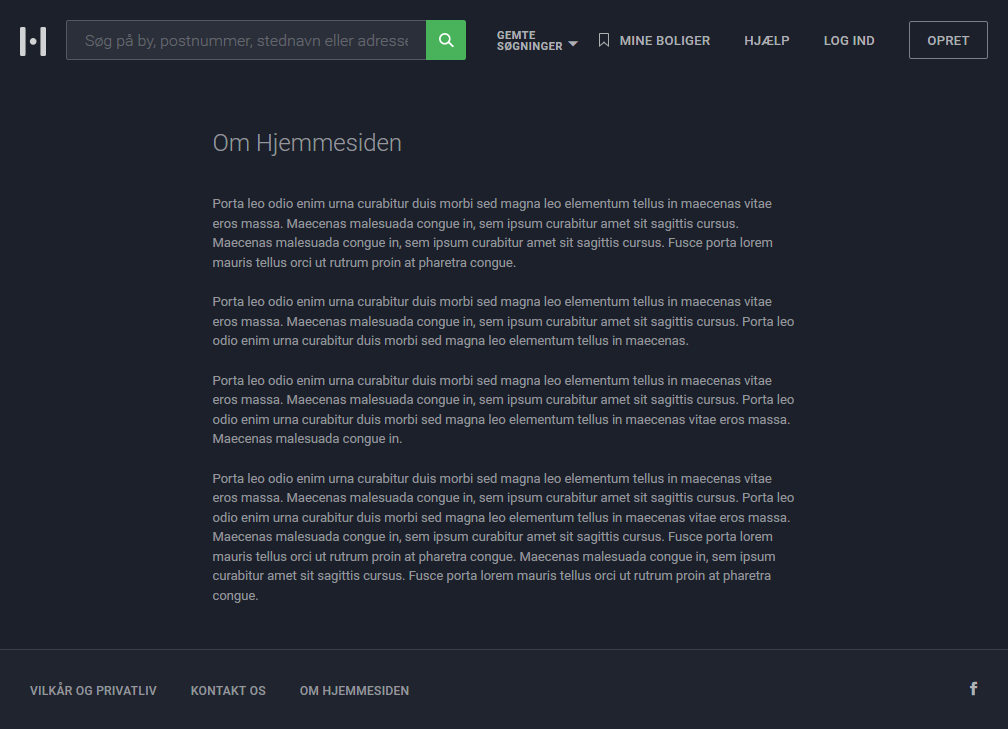 Søg på by, postnummer, stednavn eller adresse
GEMTE
SØGNINGER
MINE BOLIGER
HJÆLP
LOG IND
OPRET
Om Hjemmesiden
Porta leo odio enim urna curabitur duis morbi sed magna leo elementum tellus in maecenas vitae
eros massa. Maecenas malesuada congue in, sem ipsum curabitur amet sit sagittis cursus.
Maecenas malesuada congue in, sem ipsum curabitur amet sit sagittis cursus. Fusce porta lorem
mauris tellus orci ut rutrum proin at pharetra congue.
Porta leo odio enim urna curabitur duis morbi sed magna leo elementum tellus in maecenas vitae
eros massa. Maecenas malesuada congue in, sem ipsum curabitur amet sit sagittis cursus. Porta leo
odio enim urna curabitur duis morbi sed magna leo elementum tellus in maecenas.
Porta leo odio enim urna curabitur duis morbi sed magna leo elementum tellus in maecenas vitae
eros massa. Maecenas malesuada congue in, sem ipsum curabitur amet sit sagittis cursus. Porta leo
odio enim urna curabitur duis morbi sed magna leo elementum tellus in maecenas vitae eros massa.
Maecenas malesuada congue in.
Porta leo odio enim urna curabitur duis morbi sed magna leo elementum tellus in maecenas vitae
eros massa. Maecenas malesuada congue in, sem ipsum curabitur amet sit sagittis cursus. Porta leo
odio enim urna curabitur duis morbi sed magna leo elementum tellus in maecenas vitae eros massa.
Maecenas malesuada congue in, sem ipsum curabitur amet sit sagittis cursus. Fusce porta lorem
mauris tellus orci ut rutrum proin at pharetra congue. Maecenas malesuada congue in, sem ipsum
curabitur amet sit sagittis cursus. Fusce porta lorem mauris tellus orci ut rutrum proin at pharetra
congue.
VILKÅR OG PRIVATLIV
KONTAKT OS
OM HJEMMESIDEN